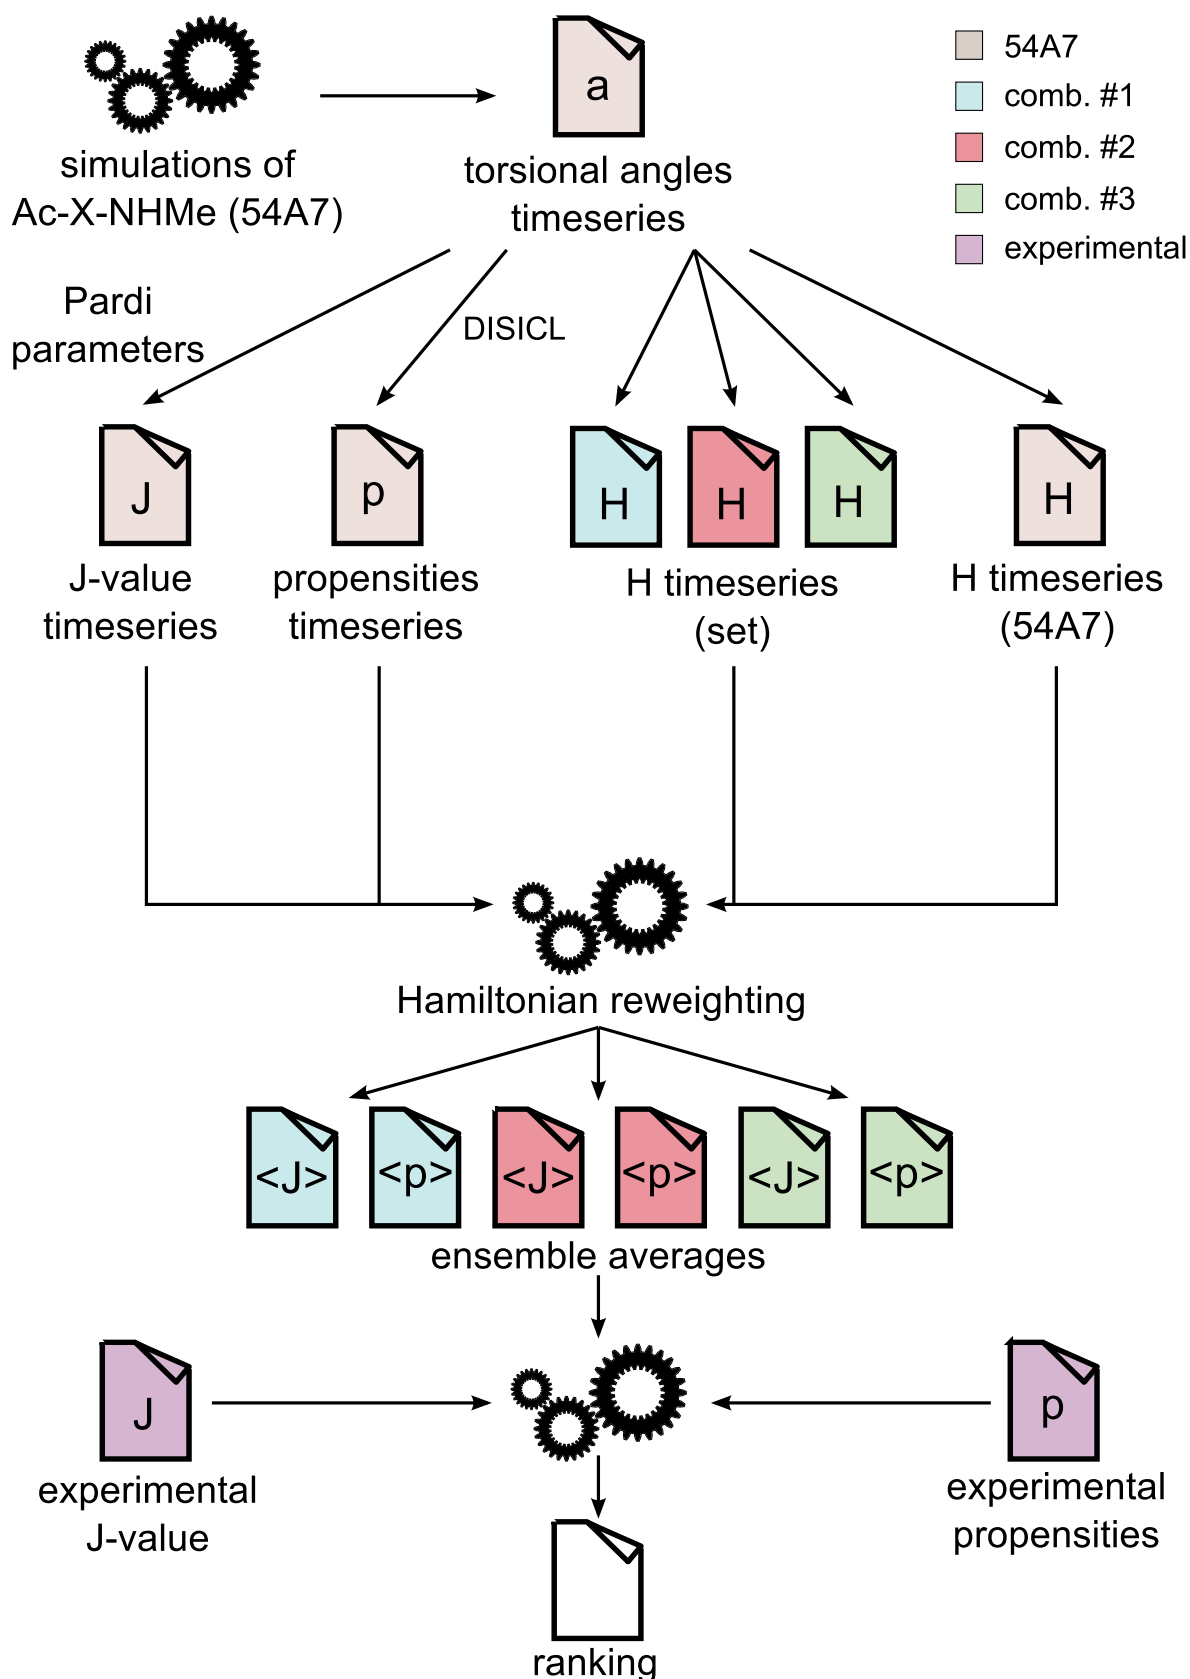 simulations of
Ac-X-NHMe (54A7)
a
torsional angles
timeseries
54A7
comb. #1
comb. #2
comb. #3
experimental
Pardi
parameters
DISICL
J
J-value
timeseries
p
propensities
timeseries
H H H
H timeseries
(set)
H
H timeseries
(54A7)
Hamiltonian reweighting
<J> <p> <J> <p> <J> <p>
ensemble averages
J
experimental
J-value
p
experimental
propensities
ranking